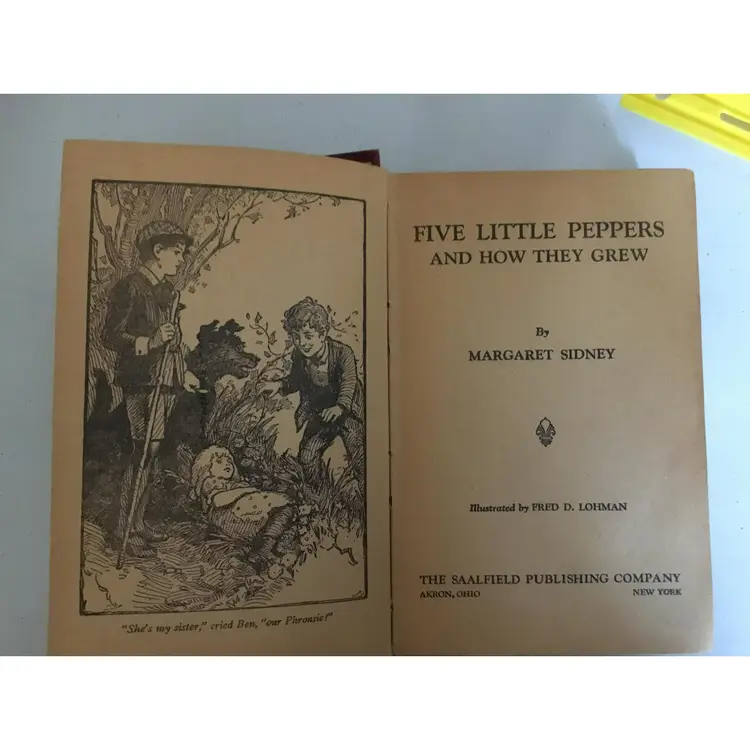 "She's my sister," cried Ben, "our Phronsie!"
FIVE LITTLE PEPPERS
AND HOW THEY GREW
By
MARGARET SIDNEY
Illustrated by FRED D. LOHMAN
THE SAALFIELD PUBLISHING COMPANY
AKRON, OHIO NEW YORK